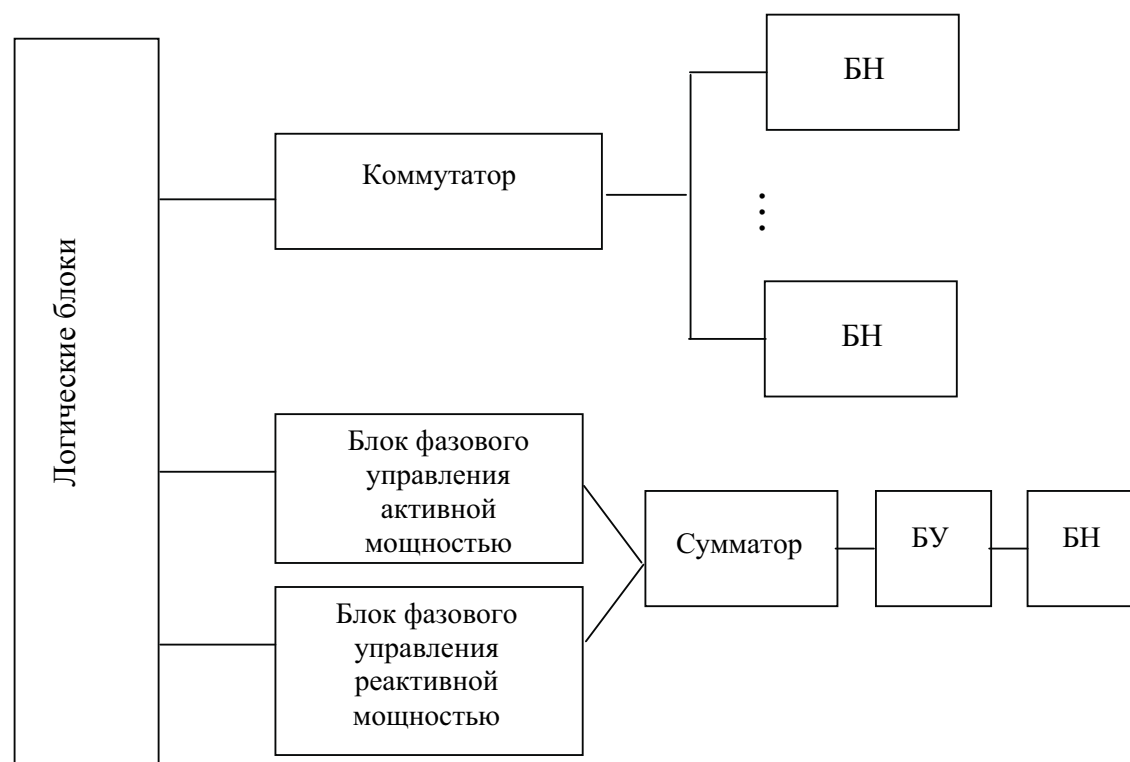 Логические блоки
БН
Коммутатор
БН
Блок фазового
управления
активной
мощностью
Сумматор
БУ
БН
Блок фазового
управления
реактивной
мощностью